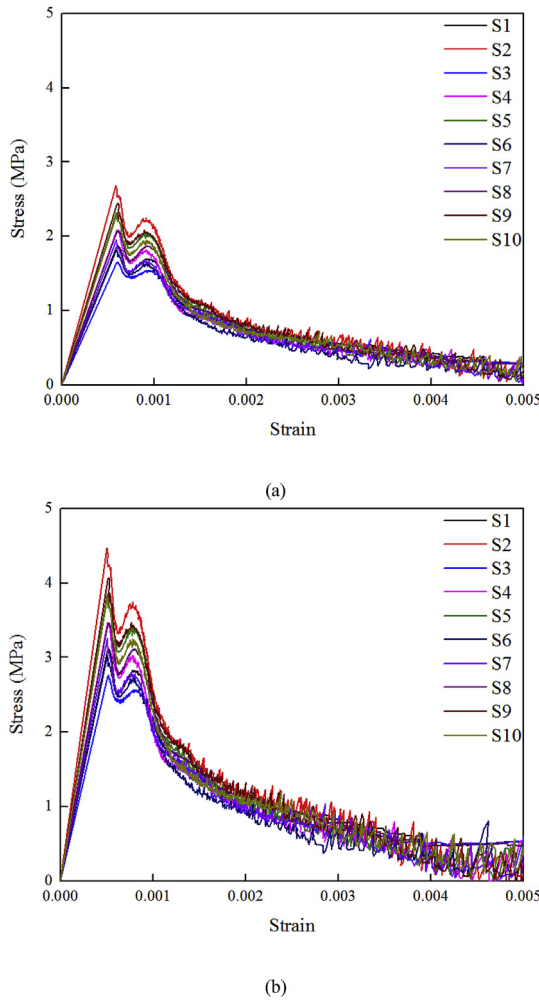 5
4
3
2
1
0
Stress (MPa)
S1
S2
S3
S4
S5
S6
S7
S8
S9
S10
0.000 0.001 0.002 0.003 0.004 0.005
Strain
(a)
5
4
3
2
1
0
Stress (MPa)
S1
S2
S3
S4
S5
S6
S7
S8
S9
S10
0.000 0.001 0.002 0.003 0.004 0.005
Strain
(b)